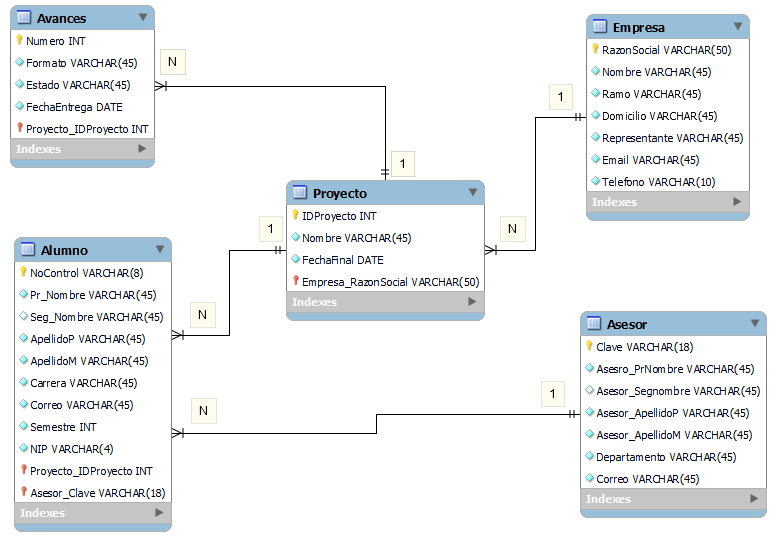 Avances
Numero INT
Formato VARCHAR(45)
Estado VARCHAR(45)
FechaEntrega DATE
Proyecto_IDProyecto INT
Indexes
N
1
Empresa
RazonSocial VARCHAR(50)
Nombre VARCHAR(45)
Ramo VARCHAR(45)
Domicilio VARCHAR(45)
Representante VARCHAR(45)
Email VARCHAR(45)
Telefono VARCHAR(10)
Indexes
1
N
Proyecto
IDProyecto INT
Nombre VARCHAR(45)
FechaFinal DATE
Empresa_RazonSocial VARCHAR(50)
Indexes
1
N
Alumno
NoControl VARCHAR(8)
Pr_Nombre VARCHAR(45)
Seg_Nombre VARCHAR(45)
ApellidoP VARCHAR(45)
ApellidoM VARCHAR(45)
Carrera VARCHAR(45)
Correo VARCHAR(45)
Semestre INT
NIP VARCHAR(4)
Proyecto_IDProyecto INT
Asesor_Clave VARCHAR(18)
Indexes
N
1
Asesor
Clave VARCHAR(18)
Asesro_PrNombre VARCHAR(45)
Asesor_Segnombre VARCHAR(45)
Asesor_ApellidoP VARCHAR(45)
Asesor_ApellidoM VARCHAR(45)
Departamento VARCHAR(45)
Correo VARCHAR(45)
Indexes